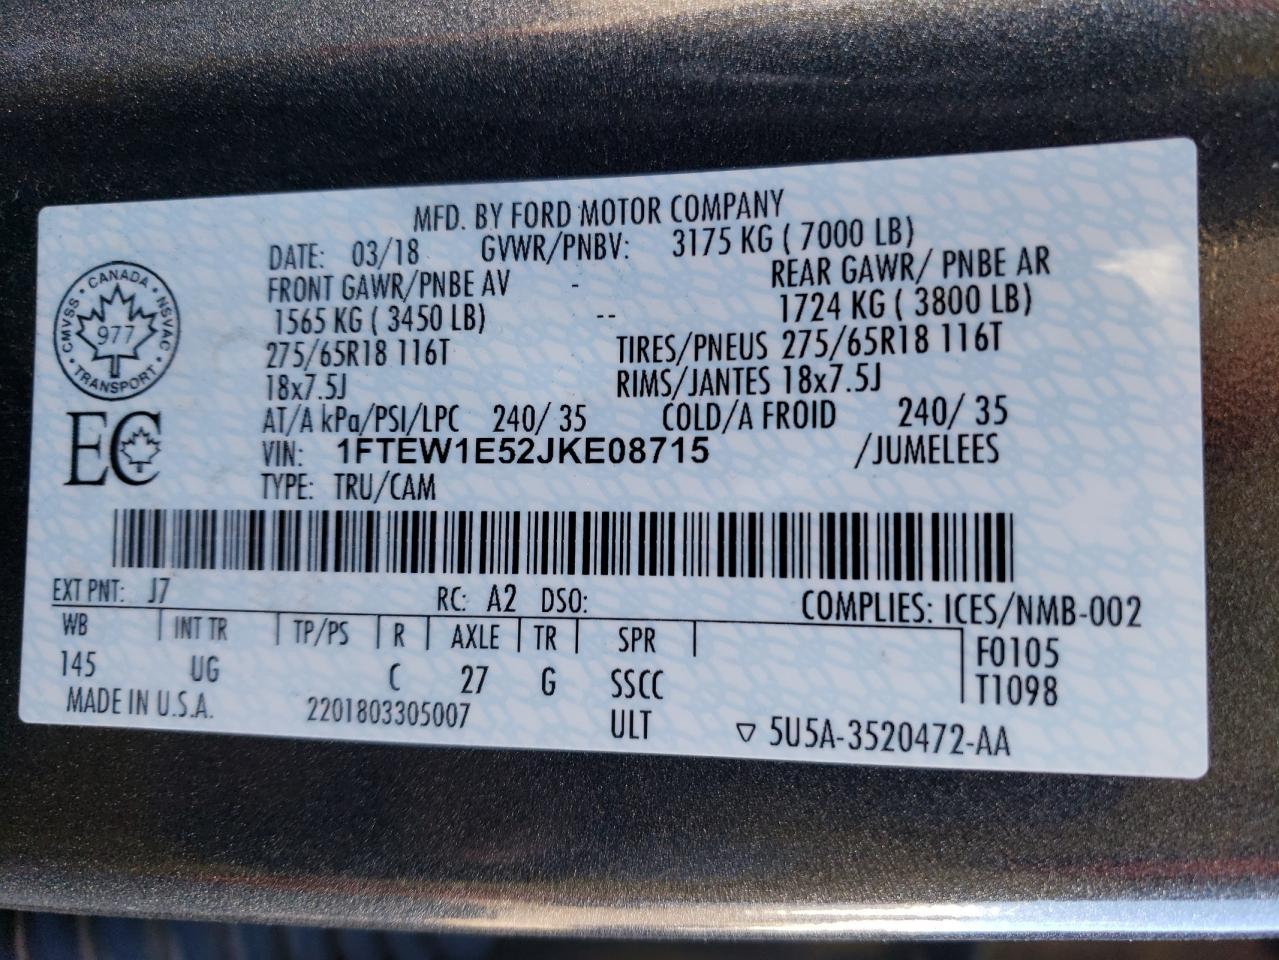 MFD. BY FORD MOTOR COMPANY
DATE: 03/18 GVWR/PNBV: 3175 KG ( 7000 LB)
FRONT GAWR/PNBE AV - REAR GAWR/ PNBE AR
1565 KG ( 3450 LB) -- 1724 KG ( 3800 LB)
275/65R18 116T TIRES/PNEUS 275/65R18 116T
18x7.5J RIMS/JANTES 18x7.5J
AT/A kPa/PSI/LPC 240/ 35 COLD/A FROID 240/ 35
VIN: 1FTEW1E52JKE08715 /JUMELEES
TYPE: TRU/CAM
CANADA
CMVSS NSVAC
977
TRANSPORT
EC
EXT PNT: J7 RC: A2 DSO: COMPLIES: ICES/NMB-002
WB INT TR TP/PS R AXLE TR SPR F0105
145 UG C 27 G SSCC T1098
MADE IN U.S.A. 2201803305007 ULT ▽ 5U5A-3520472-AA